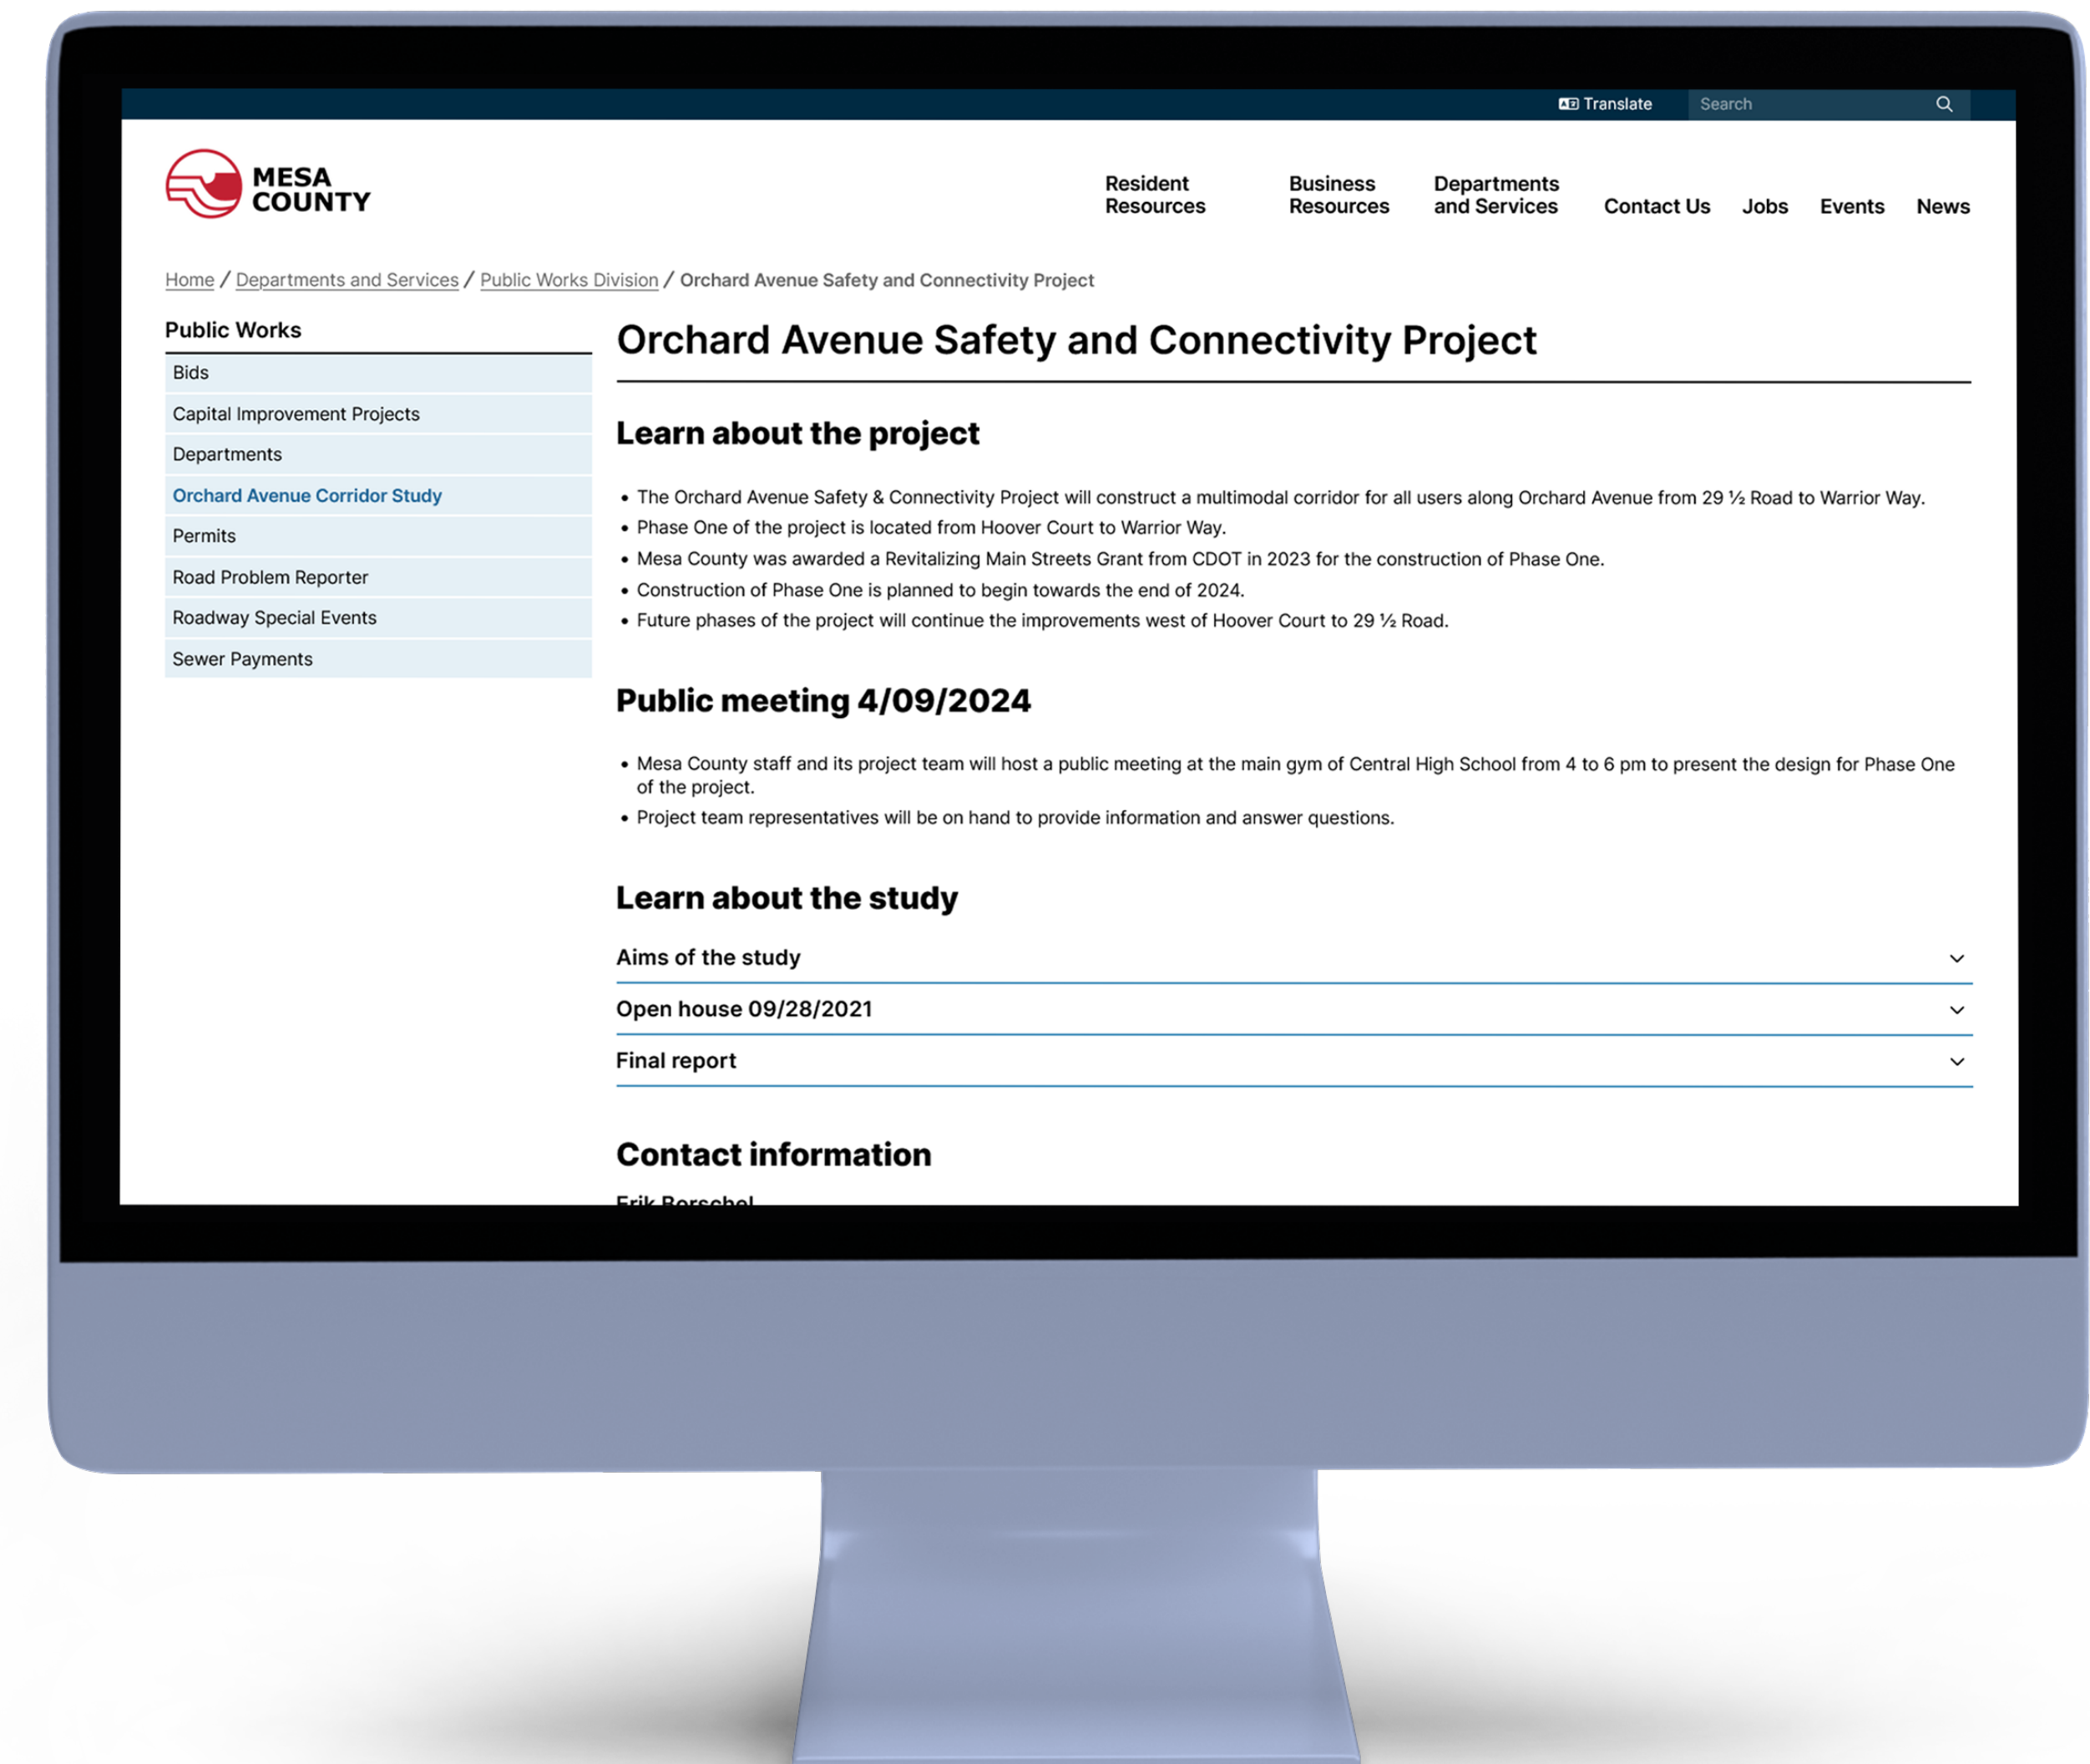 Translate
Search
MESA
COUNTY
Resident
Resources
Business
Resources
Departments
and Services
Contact Us
Jobs
Events
News
Home / Departments and Services / Public Works Division / Orchard Avenue Safety and Connectivity Project
Public Works
Bids
Capital Improvement Projects
Departments
Orchard Avenue Corridor Study
Permits
Road Problem Reporter
Roadway Special Events
Sewer Payments
Orchard Avenue Safety and Connectivity Project
Learn about the project
• The Orchard Avenue Safety & Connectivity Project will construct a multimodal corridor for all users along Orchard Avenue from 29 ½ Road to Warrior Way.
• Phase One of the project is located from Hoover Court to Warrior Way.
• Mesa County was awarded a Revitalizing Main Streets Grant from CDOT in 2023 for the construction of Phase One.
• Construction of Phase One is planned to begin towards the end of 2024.
• Future phases of the project will continue the improvements west of Hoover Court to 29 ½ Road.
Public meeting 4/09/2024
• Mesa County staff and its project team will host a public meeting at the main gym of Central High School from 4 to 6 pm to present the design for Phase One
of the project.
• Project team representatives will be on hand to provide information and answer questions.
Learn about the study
Aims of the study
Open house 09/28/2021
Final report
Contact information
Erik Borschel